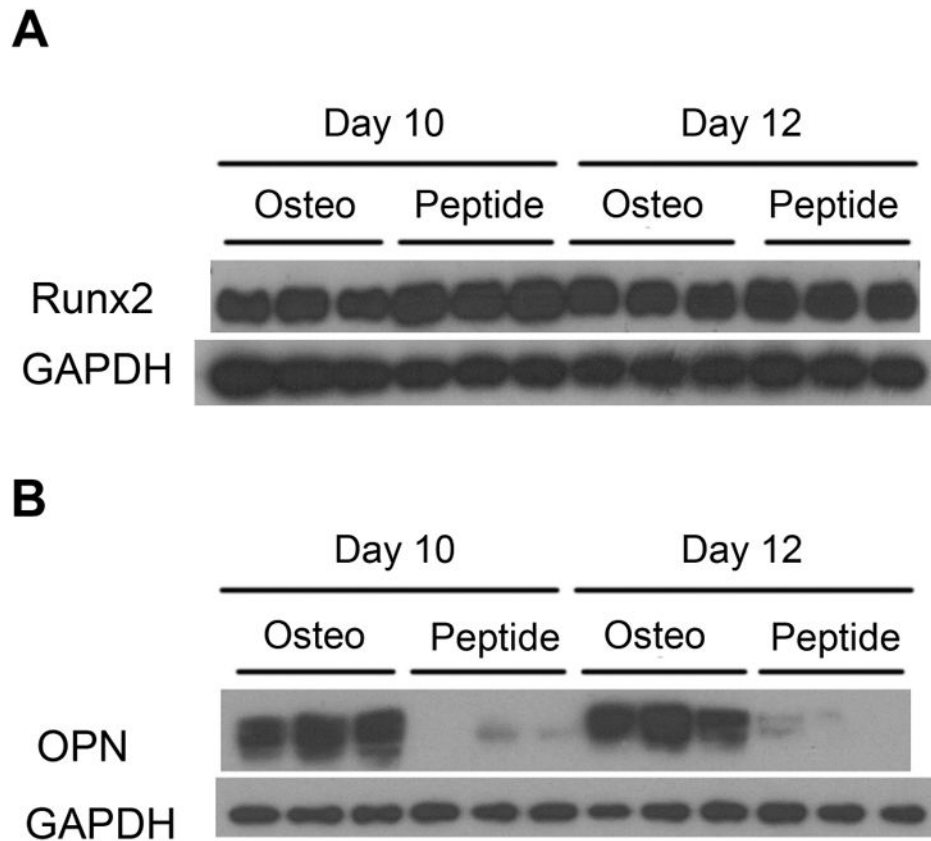 A
Day 10 Day 12
Osteo Peptide Osteo Peptide
Runx2
GAPDH
B
Day 10 Day 12
Osteo Peptide Osteo Peptide
OPN
GAPDH